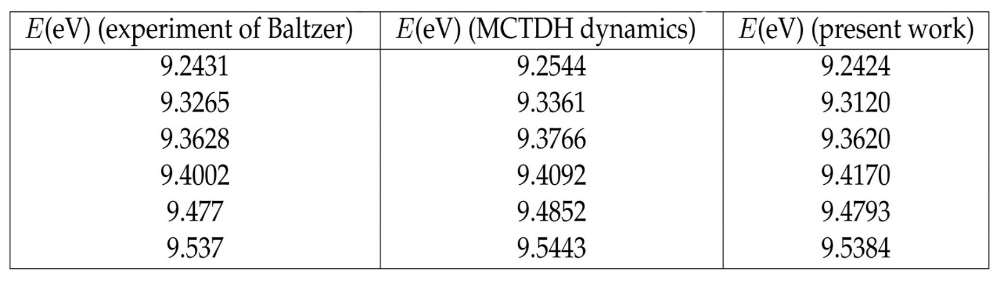 E(eV) (experiment of Baltzer) E(eV) (MCTDH dynamics) E(eV) (present work)
9.2431 9.2544 9.2424
9.3265 9.3361 9.3120
9.3628 9.3766 9.3620
9.4002 9.4092 9.4170
9.477 9.4852 9.4793
9.537 9.5443 9.5384